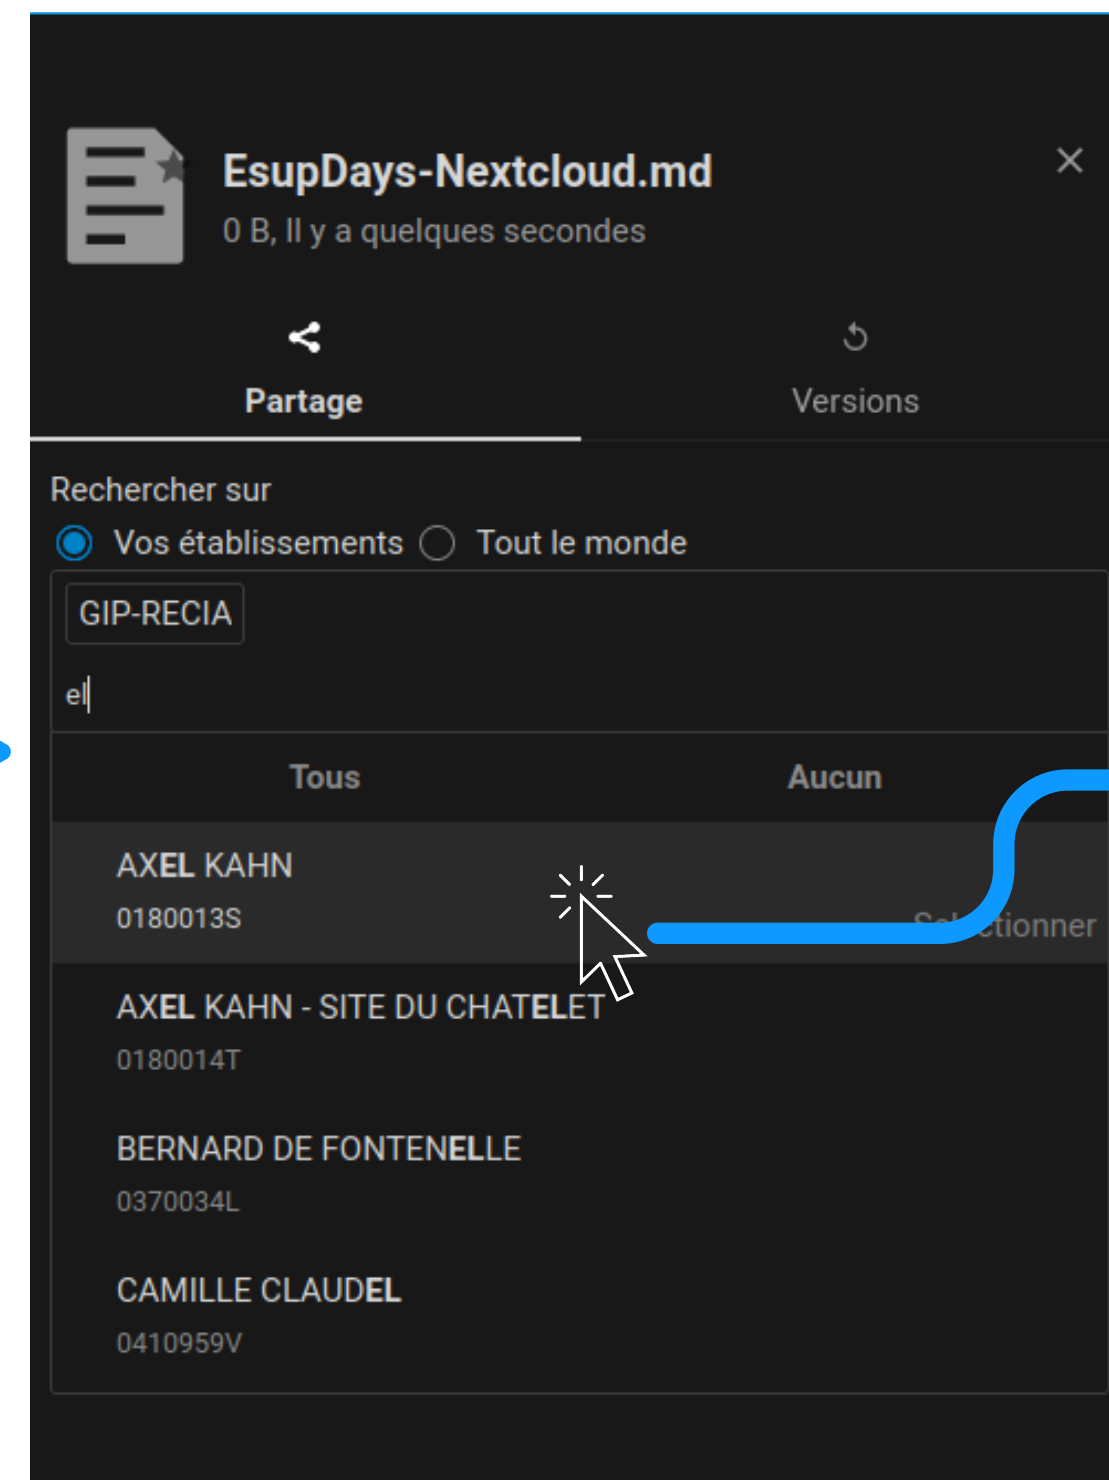 EsupDays-Nextcloud.md
0 B, Il y a quelques secondes
Partage
Versions
Rechercher sur
Vos établissements
Tout le monde
GIP-RECIA
el
Tous
Aucun
AXEL KAHN
0180013S
AXEL KAHN - SITE DU CHATELET
0180014T
BERNARD DE FONTENELLE
0370034L
CAMILLE CLAUDEL
0410959V